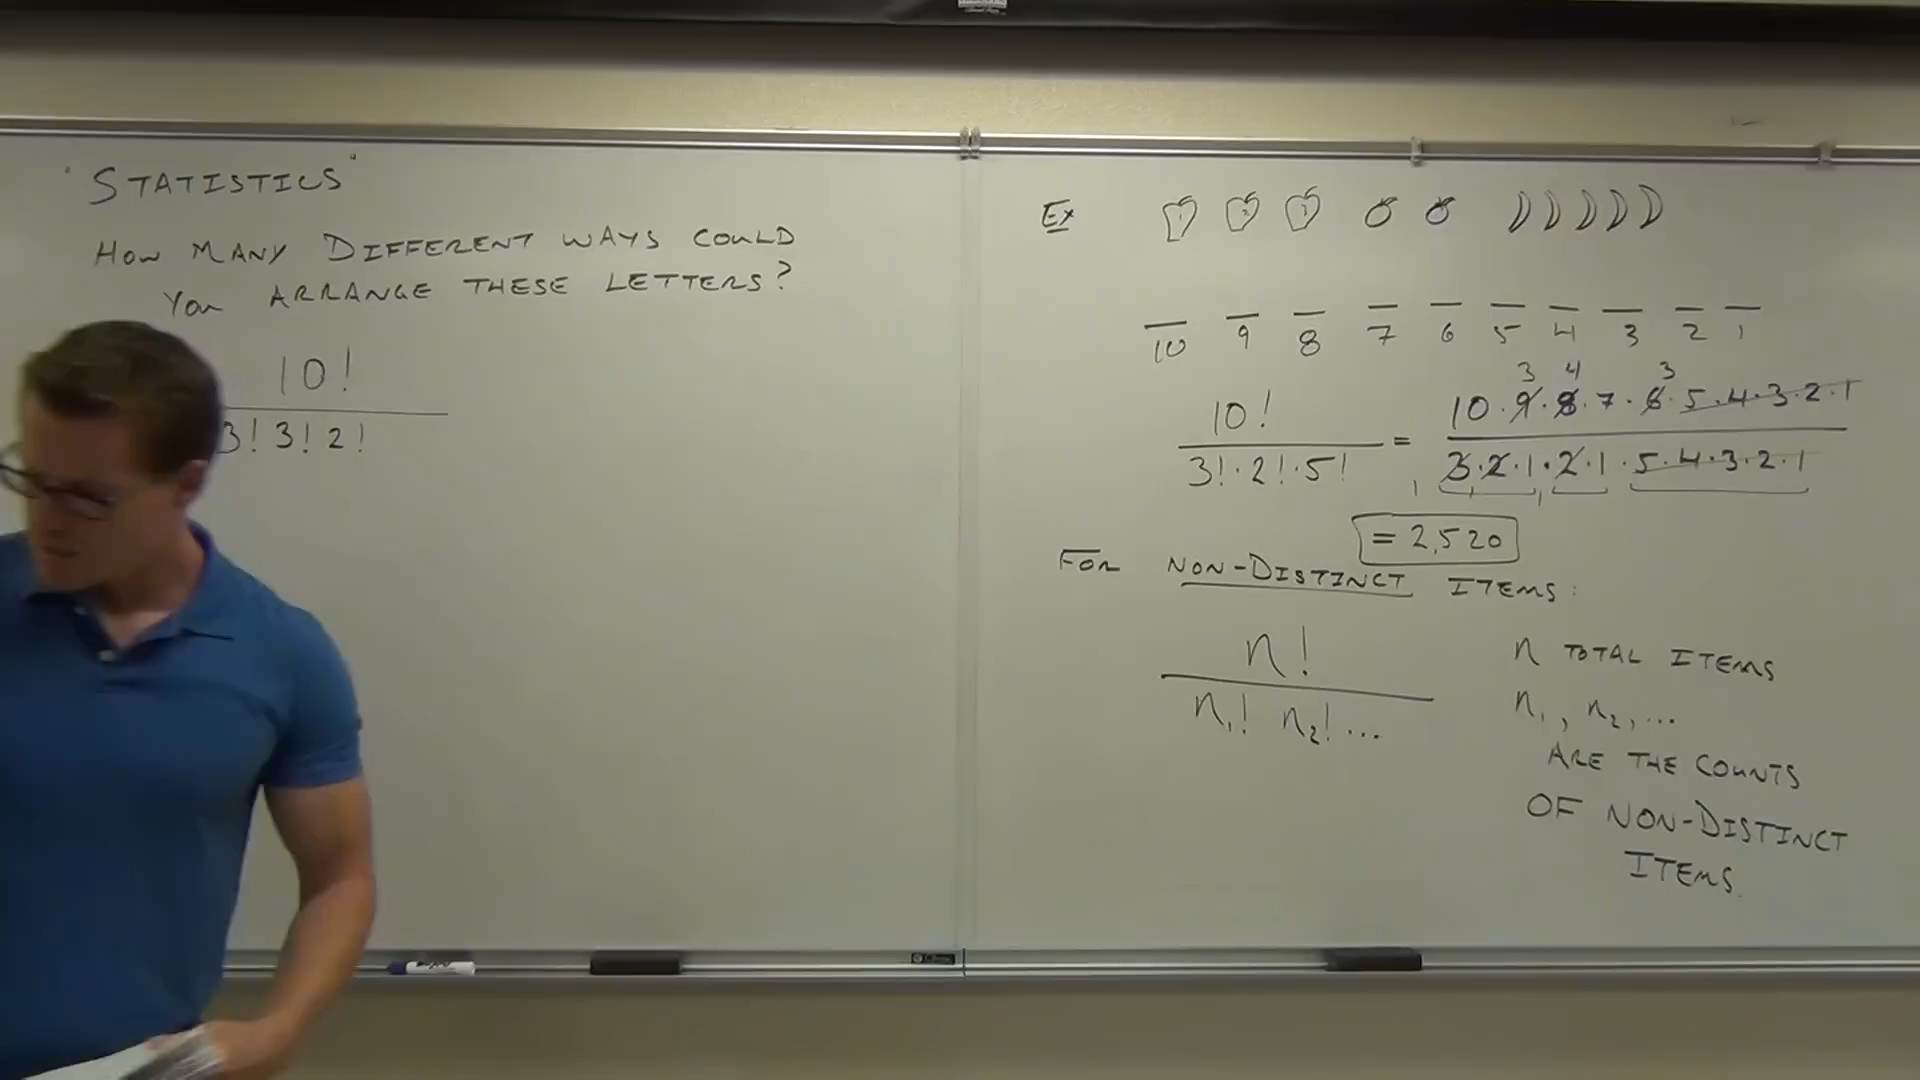 "STATISTICS"
HOW MANY DIFFERENT WAYS COULD
YOU ARRANGE THESE LETTERS?
10!
3! 3! 2!
Ex
1 2 3
10 9 8 7 6 5 4 3 2 1
3 4 3
10! = 10·9·8·7·6·5·4·3·2·1
3!·2!·5! 3·2·1·2·1·5·4·3·2·1
= 2,520
FOR NON-DISTINCT ITEMS:
n!
n₁! n₂! ...
n TOTAL ITEMS
n₁, n₂, ...
ARE THE COUNTS
OF NON-DISTINCT
ITEMS.